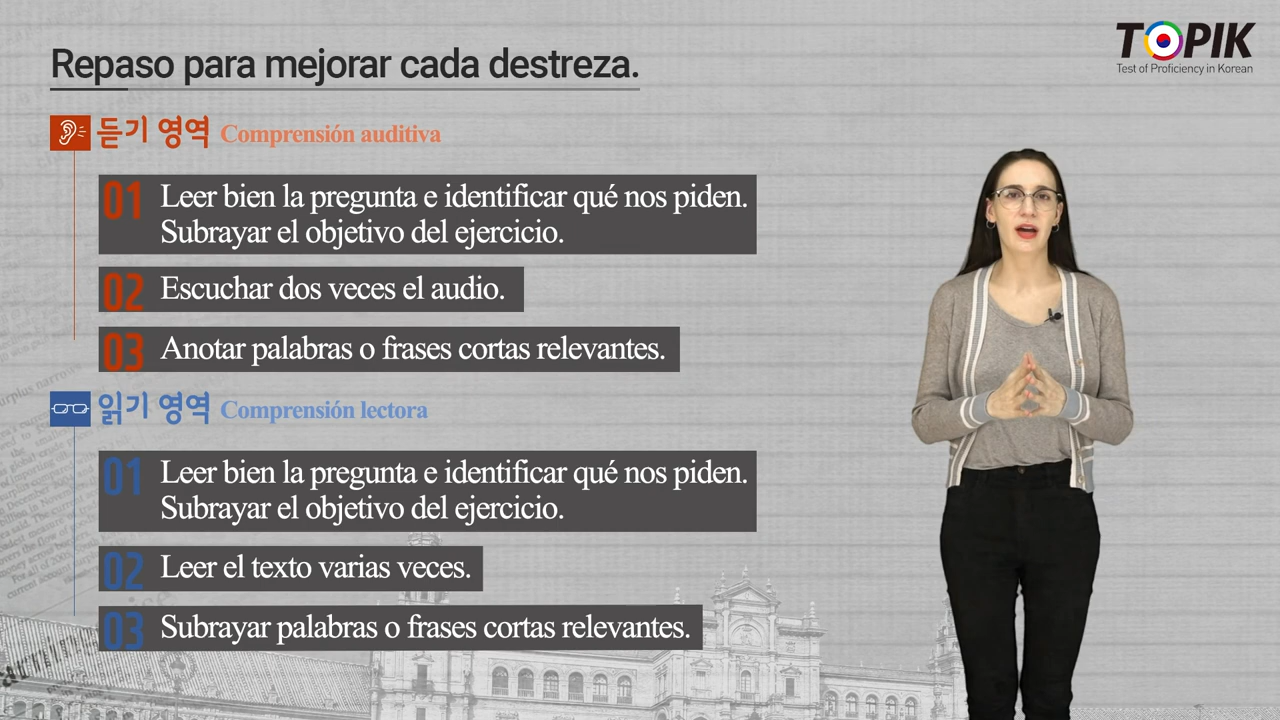 TOPIK
Test of Proficiency in Korean
Repaso para mejorar cada destreza.
듣기 영역 Comprensión auditiva
01 Leer bien la pregunta e identificar qué nos piden.
Subrayar el objetivo del ejercicio.
02 Escuchar dos veces el audio.
03 Anotar palabras o frases cortas relevantes.
읽기 영역 Comprensión lectora
01 Leer bien la pregunta e identificar qué nos piden.
Subrayar el objetivo del ejercicio.
02 Leer el texto varias veces.
03 Subrayar palabras o frases cortas relevantes.